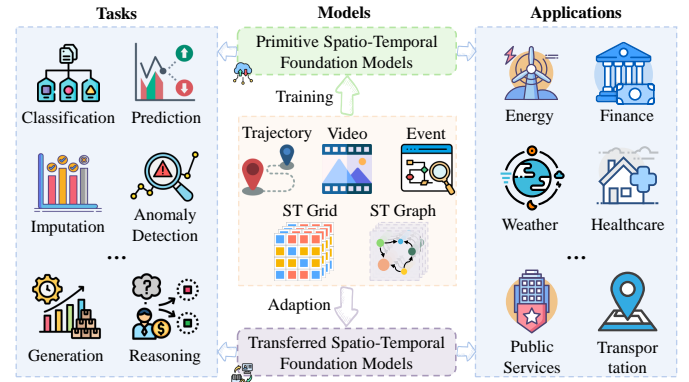 Tasks
Models
Applications
Classification
Prediction
Imputation
Anomaly
Detection
...
Generation
Reasoning
Primitive Spatio-Temporal
Foundation Models
Training
Trajectory
Video
Event
ST Grid
ST Graph
Adaption
Transferred Spatio-Temporal
Foundation Models
Energy
Finance
Weather
Healthcare
...
Public
Services
Transpor
tation